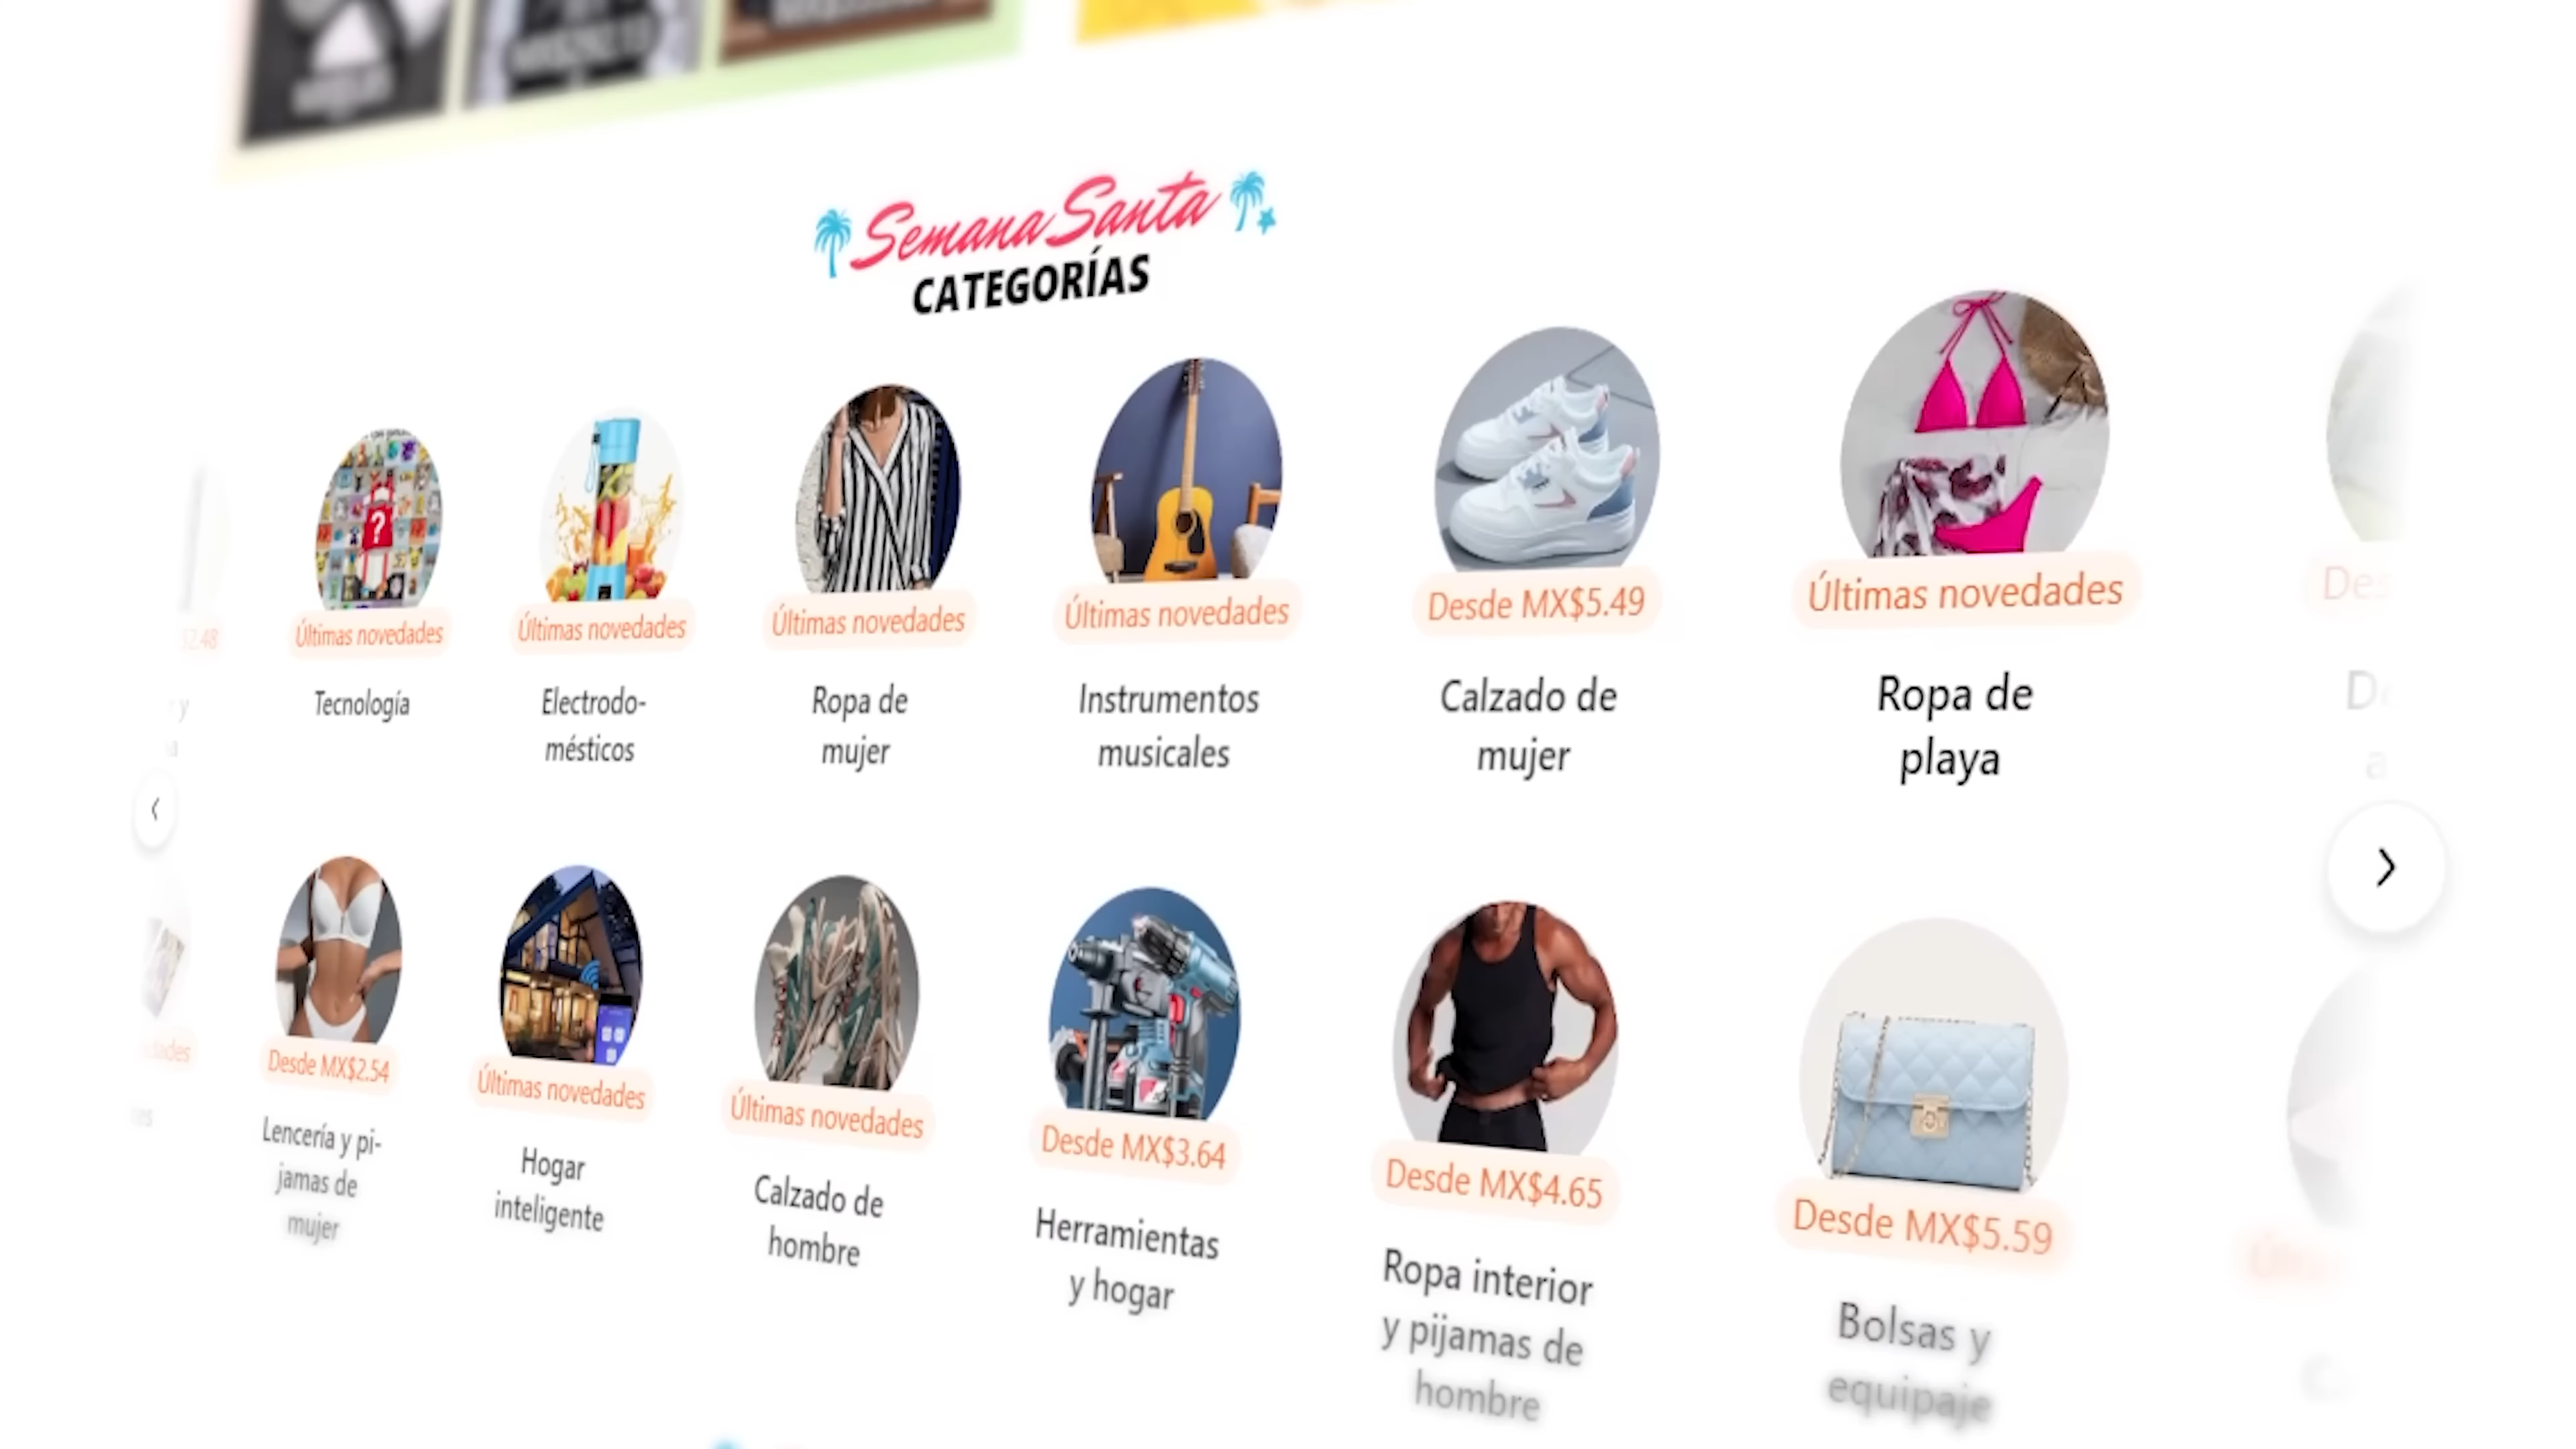 Semana Santa
CATEGORÍAS
Últimas novedades
Tecnología
Últimas novedades
Electrodo-
mésticos
Últimas novedades
Ropa de
mujer
Últimas novedades
Instrumentos
musicales
Desde MX$5.49
Calzado de
mujer
Últimas novedades
Ropa de
playa
Desde MX$2.54
Lencería y pi-
jamas de
mujer
Últimas novedades
Hogar
inteligente
Últimas novedades
Calzado de
hombre
Desde MX$3.64
Herramientas
y hogar
Desde MX$4.65
Ropa interior
y pijamas de
hombre
Desde MX$5.59
Bolsas y
equipaje